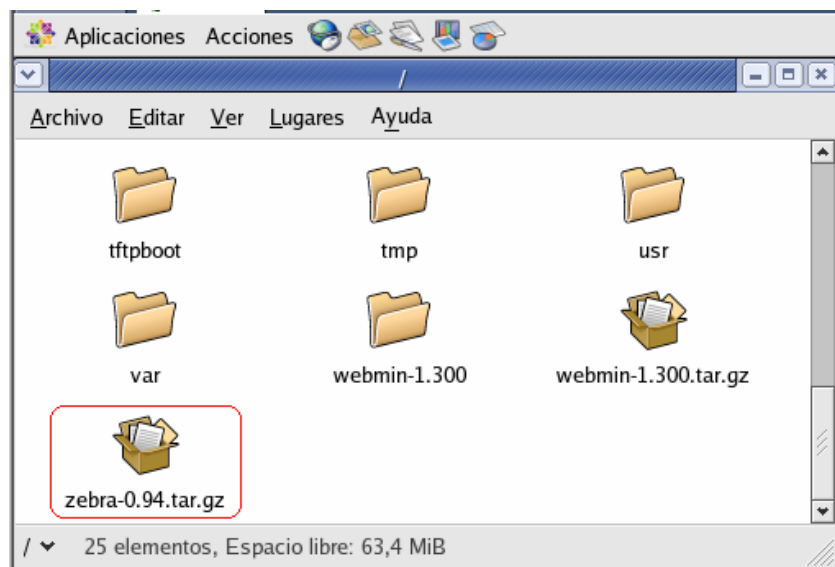 Aplicaciones Acciones
/
Archivo Editar Ver Lugares Ayuda
tftpboot tmp usr
var webmin-1.300 webmin-1.300.tar.gz
zebra-0.94.tar.gz
/ 25 elementos, Espacio libre: 63,4 MiB